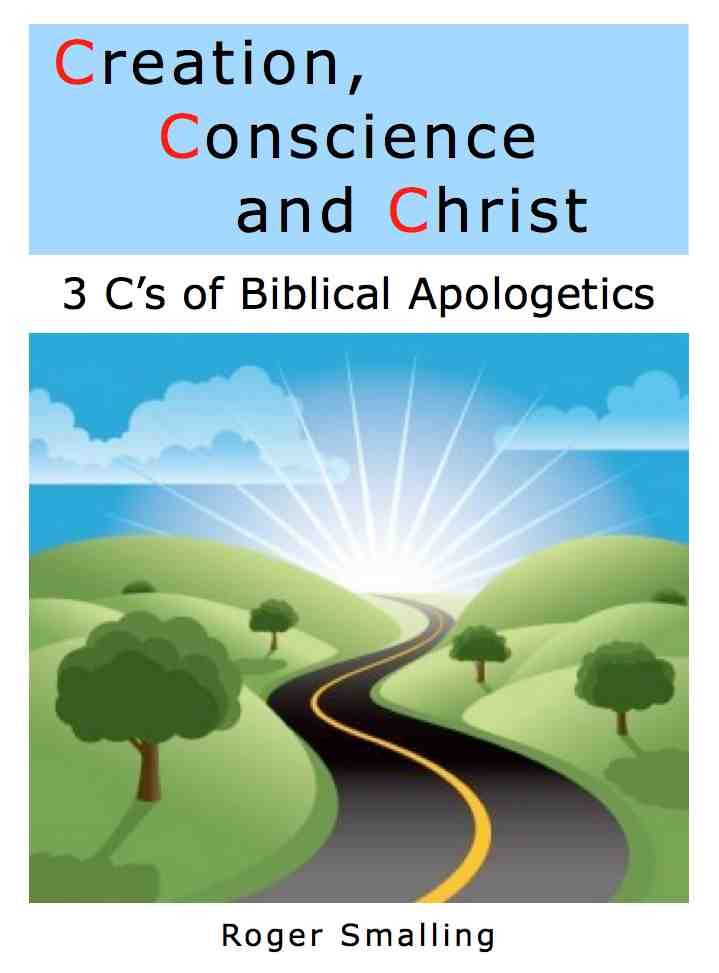 Creation,
Conscience
and Christ
3 C’s of Biblical Apologetics
Roger Smalling